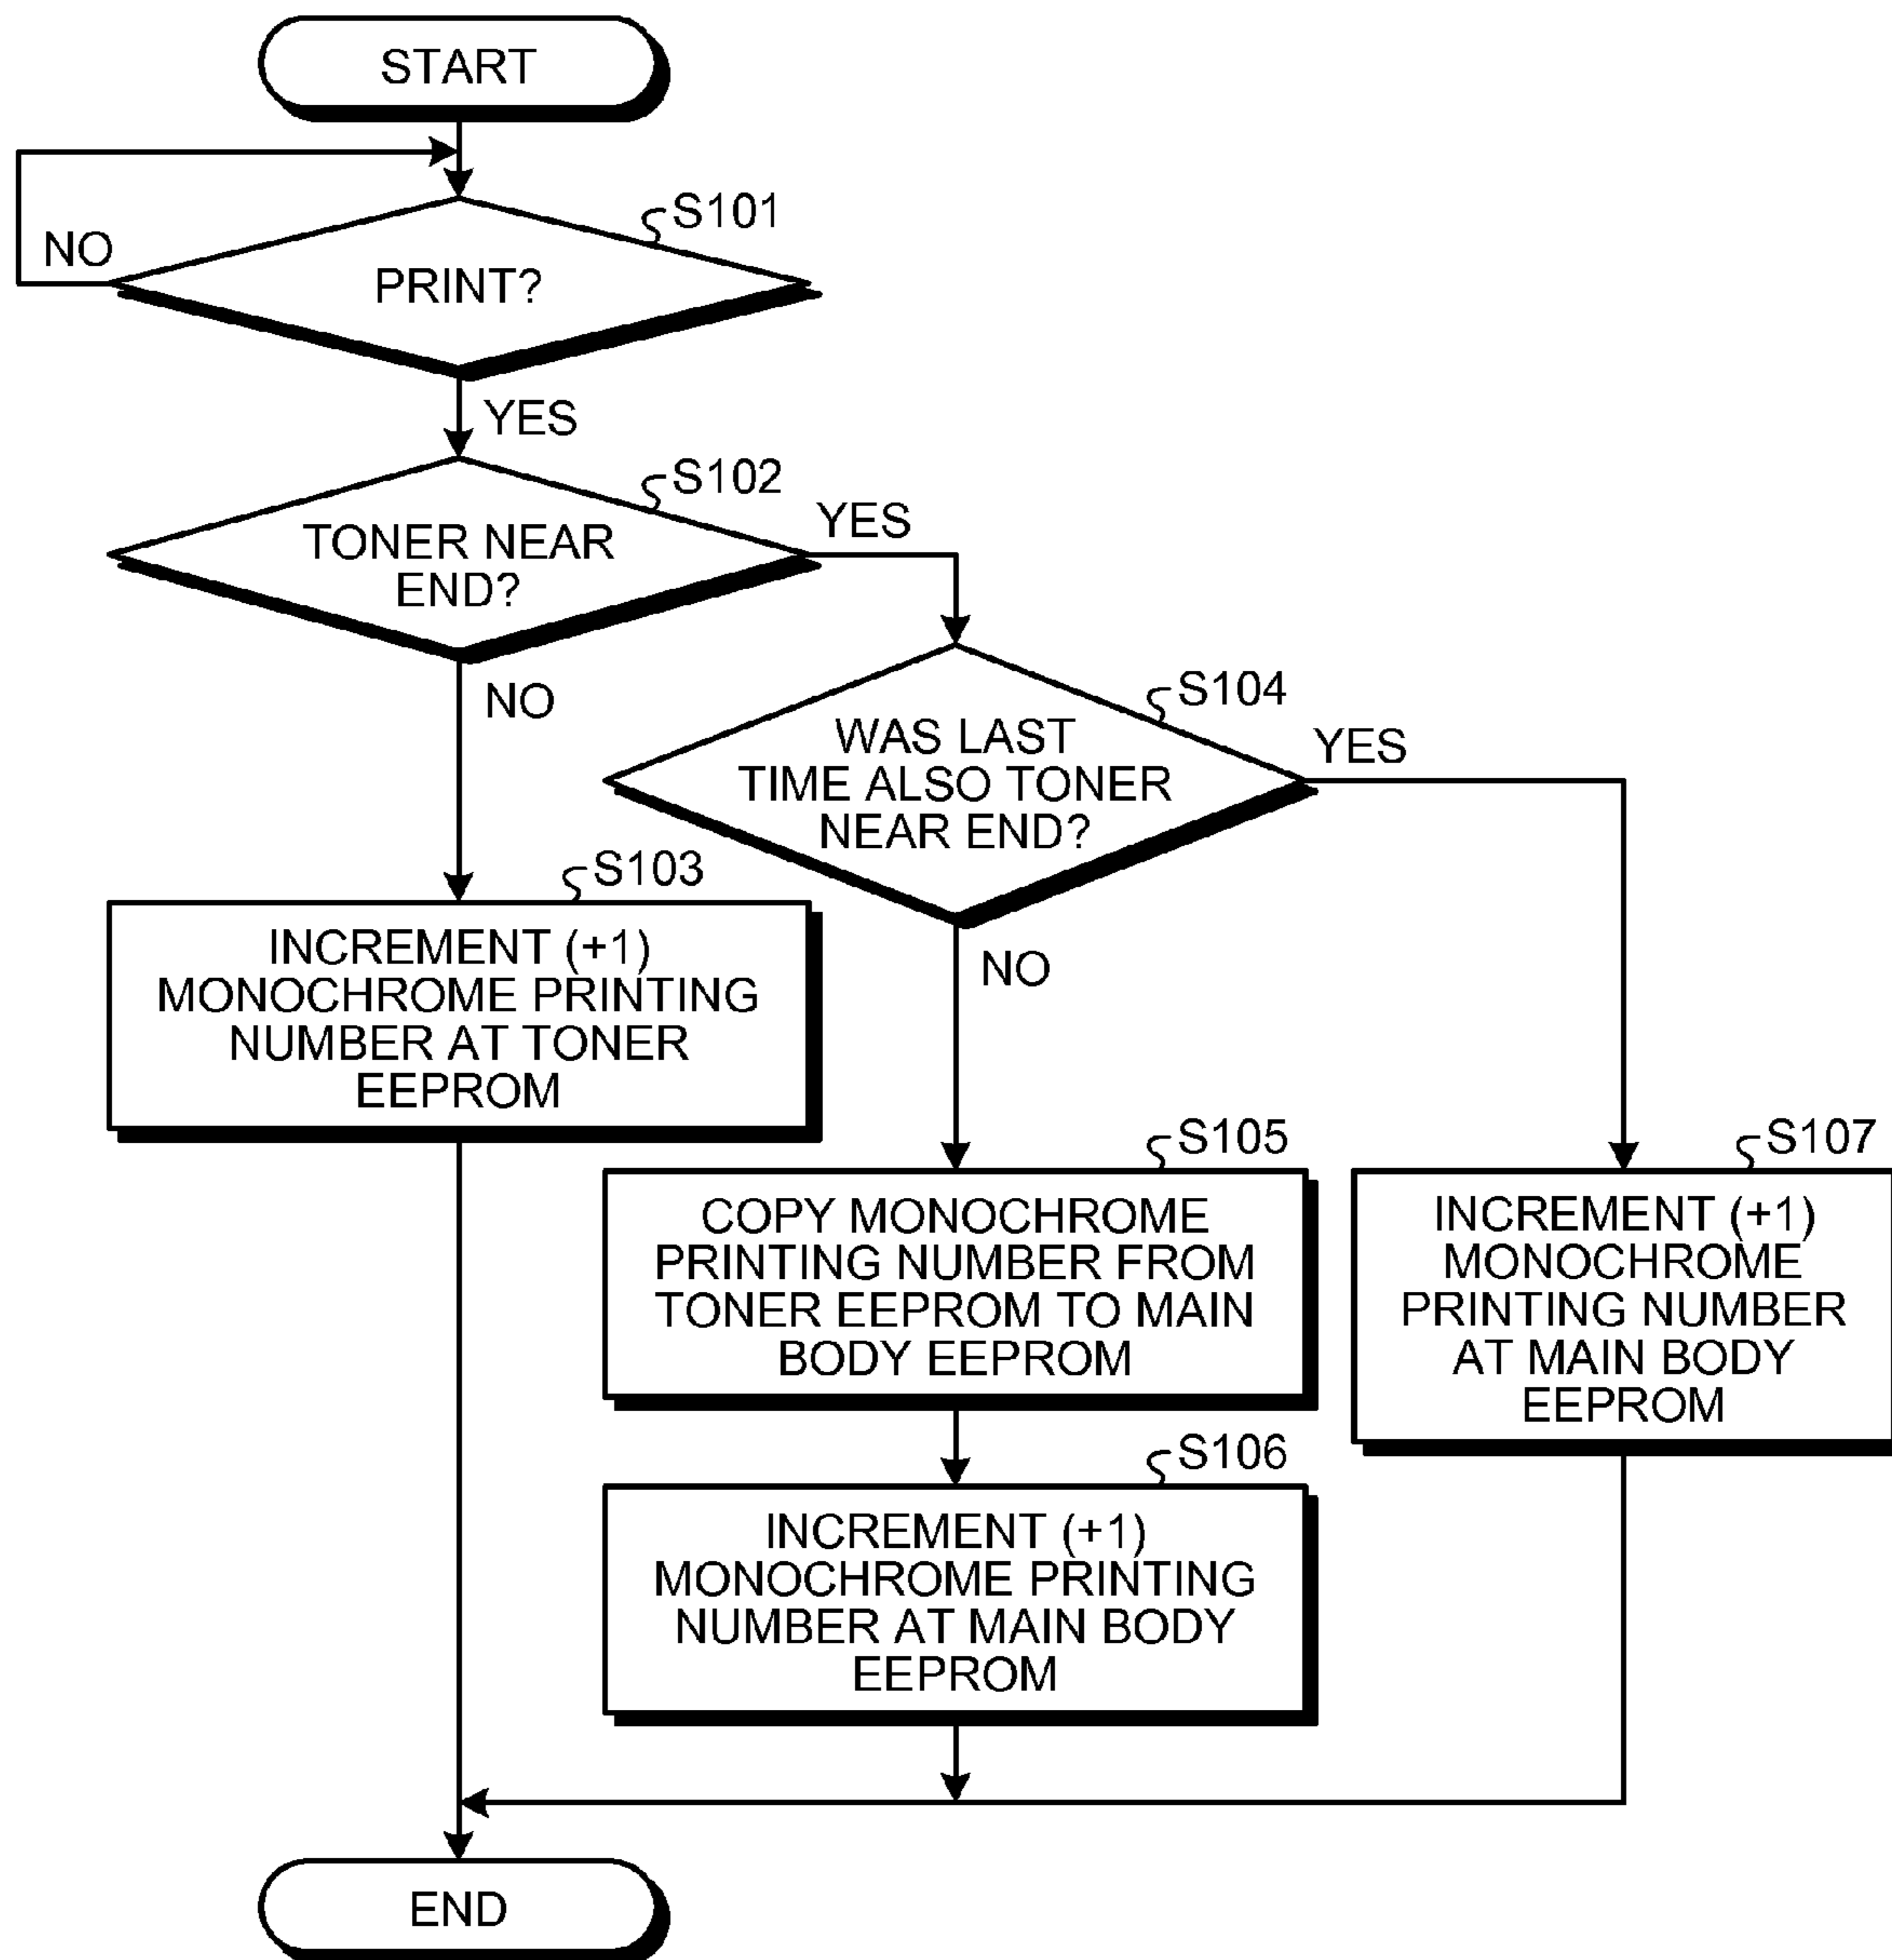 START
S101
NO
PRINT?
YES
S102
YES
TONER NEAR
END?
NO
S104
WAS LAST
TIME ALSO TONER
NEAR END?
YES
S103
INCREMENT (+1)
MONOCHROME PRINTING
NUMBER AT TONER
EEPROM
NO
S105
COPY MONOCHROME
PRINTING NUMBER FROM
TONER EEPROM TO MAIN
BODY EEPROM
S107
INCREMENT (+1)
MONOCHROME
PRINTING NUMBER
AT MAIN BODY
EEPROM
S106
INCREMENT (+1)
MONOCHROME PRINTING
NUMBER AT MAIN BODY
EEPROM
END